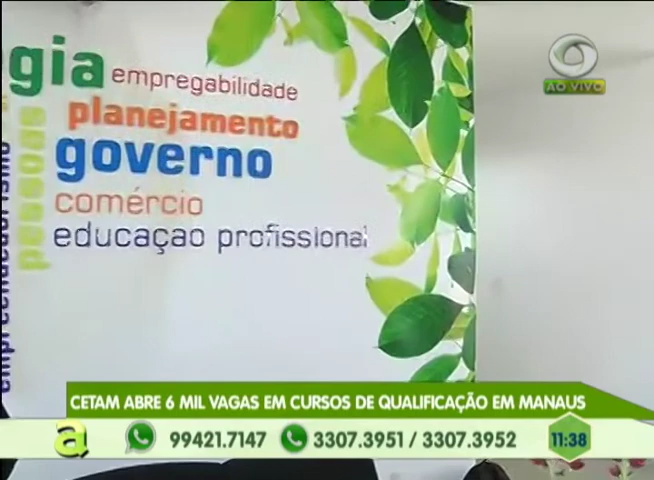 gia
empregabilidade
planejamento
governo
comércio
educaçao profissional
pessoas
empreendedorismo
AO VIVO
CETAM ABRE 6 MIL VAGAS EM CURSOS DE QUALIFICAÇÃO EM MANAUS
a 99421.7147 3307.3951 / 3307.3952 11:38